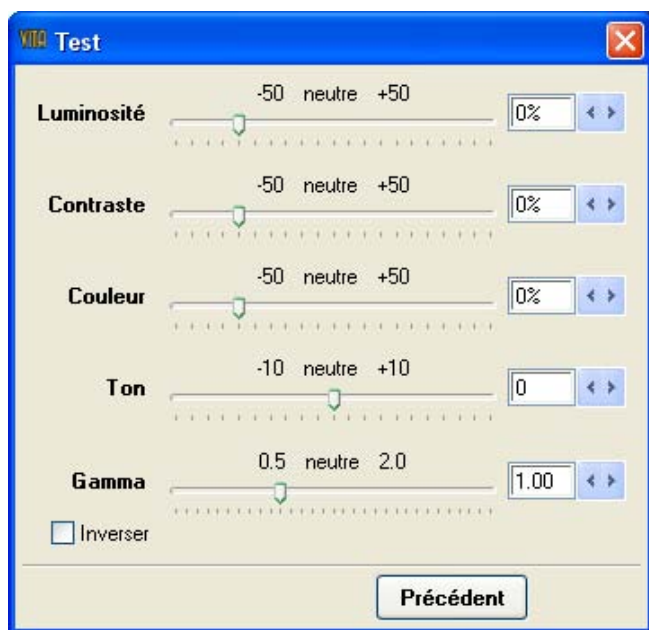 VITA Test
-50 neutre +50
Luminosité 0%
-50 neutre +50
Contraste 0%
-50 neutre +50
Couleur 0%
-10 neutre +10
Ton 0
0.5 neutre 2.0
Gamma 1.00
Inverser
Précédent